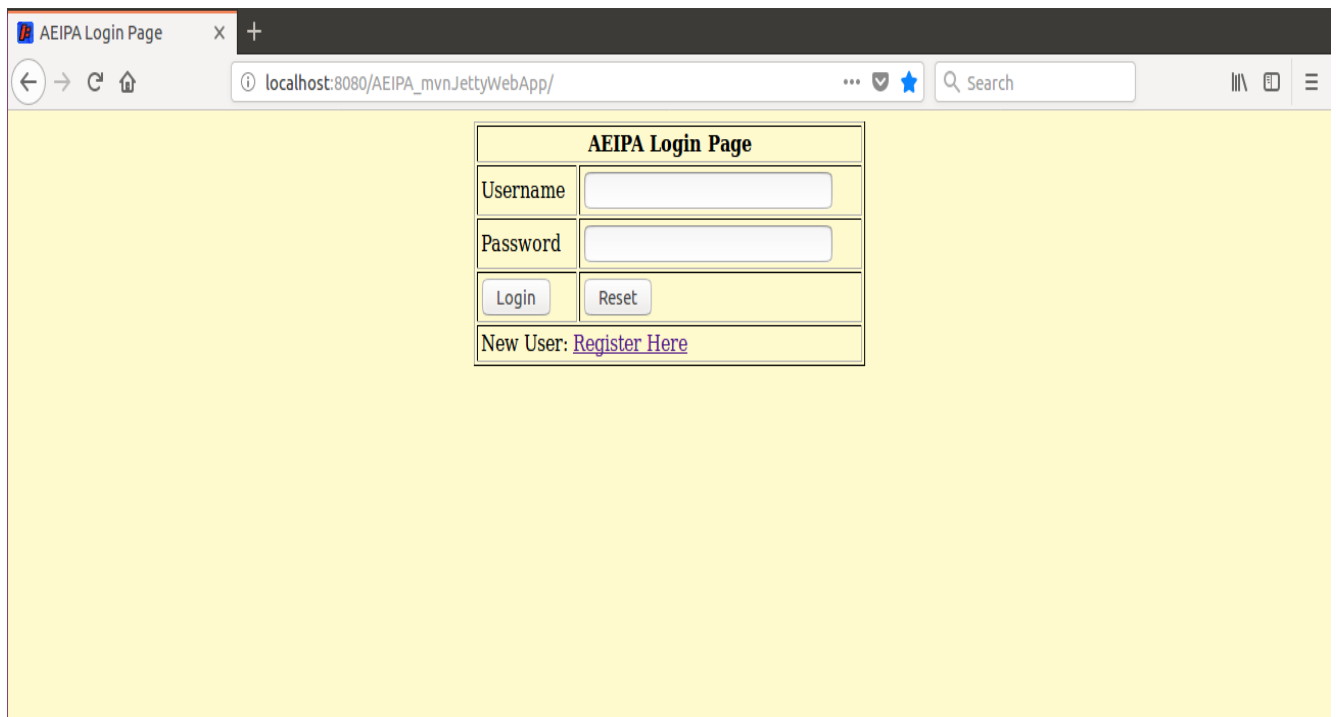 AEIPA Login Page
localhost:8080/AEIPA_mvnJettyWebApp/
Search
AEIPA Login Page
Username
Password
Login Reset
New User: Register Here